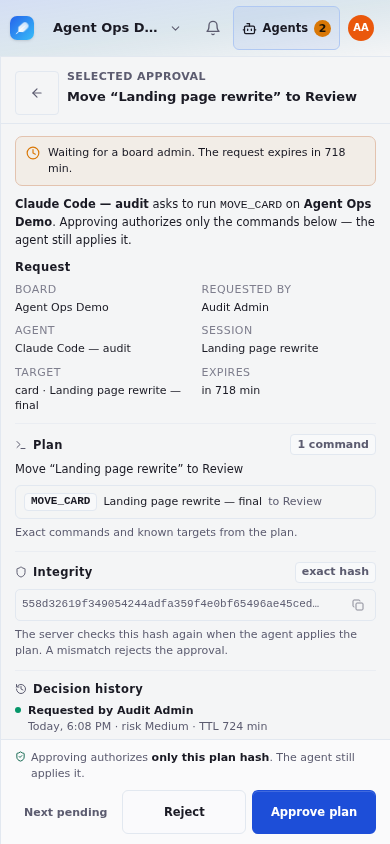 Agent Ops D…
Agents 2
AA
SELECTED APPROVAL
Move “Landing page rewrite” to Review
Waiting for a board admin. The request expires in 718
min.
Claude Code — audit asks to run MOVE_CARD on Agent Ops
Demo. Approving authorizes only the commands below — the
agent still applies it.
Request
BOARD
Agent Ops Demo
REQUESTED BY
Audit Admin
AGENT
Claude Code — audit
SESSION
Landing page rewrite
TARGET
card · Landing page rewrite —
final
EXPIRES
in 718 min
Plan
1 command
Move “Landing page rewrite” to Review
MOVE_CARD Landing page rewrite — final to Review
Exact commands and known targets from the plan.
Integrity
exact hash
558d32619f349054244adfa359f4e0bf65496ae45ced…
The server checks this hash again when the agent applies the
plan. A mismatch rejects the approval.
Decision history
Requested by Audit Admin
Today, 6:08 PM · risk Medium · TTL 724 min
Approving authorizes only this plan hash. The agent still
applies it.
Next pending
Reject
Approve plan